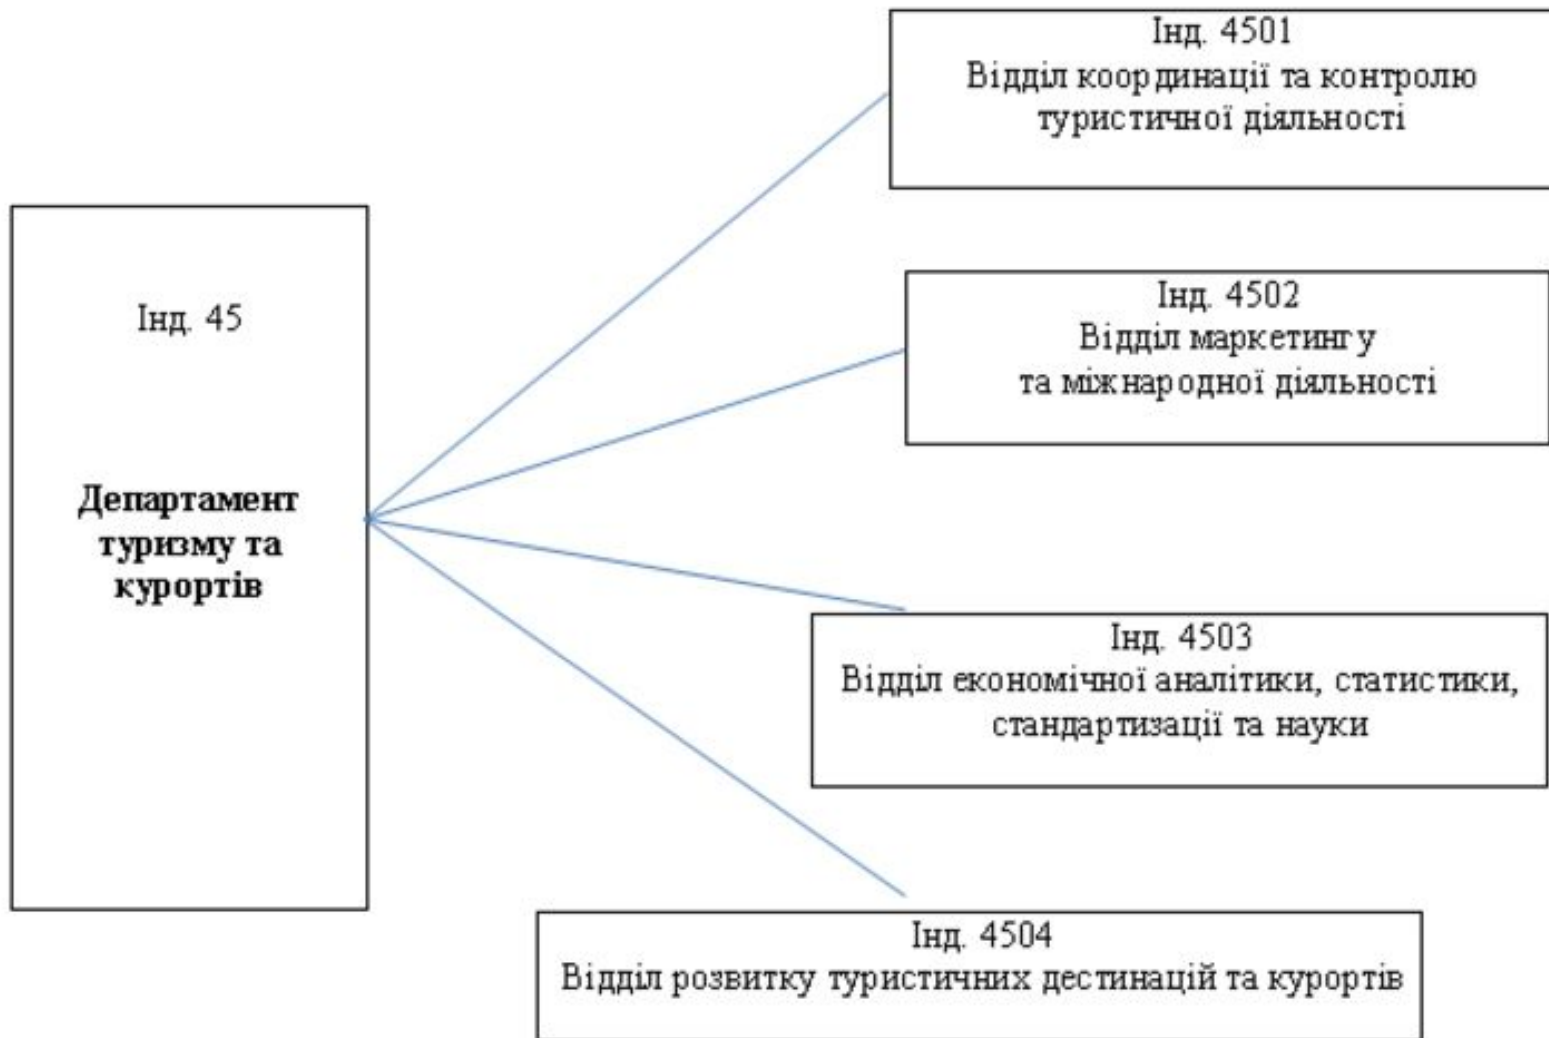 Інд. 45
Департамент
туризму та
курортів
Інд. 4501
Відділ координації та контролю
туристичної діяльності
Інд. 4502
Відділ маркетингу
та міжнародної діяльності
Інд. 4503
Відділ економічної аналітики, статистики,
стандартизації та науки
Інд. 4504
Відділ розвитку туристичних дестинацій та курортів